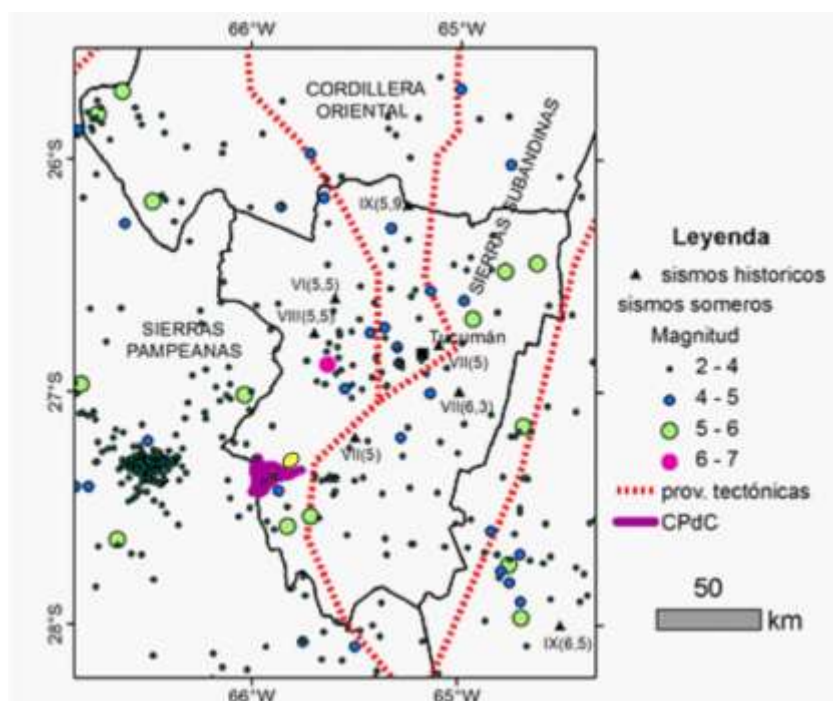 66°W
65°W
CORDILLERA
ORIENTAL
26°S
SIERRAS SUBANDINAS
IX(5,9)
VI(5,5)
VIII(5,5)
SIERRAS
PAMPEANAS
Tucumán
VII(5)
27°S
VII(6,3)
VII(5)
28°S
IX(6,5)
66°W
65°W
Leyenda
sismos historicos
sismos someros
Magnitud
2 - 4
4 - 5
5 - 6
6 - 7
prov. tectónicas
CPdC
50
km